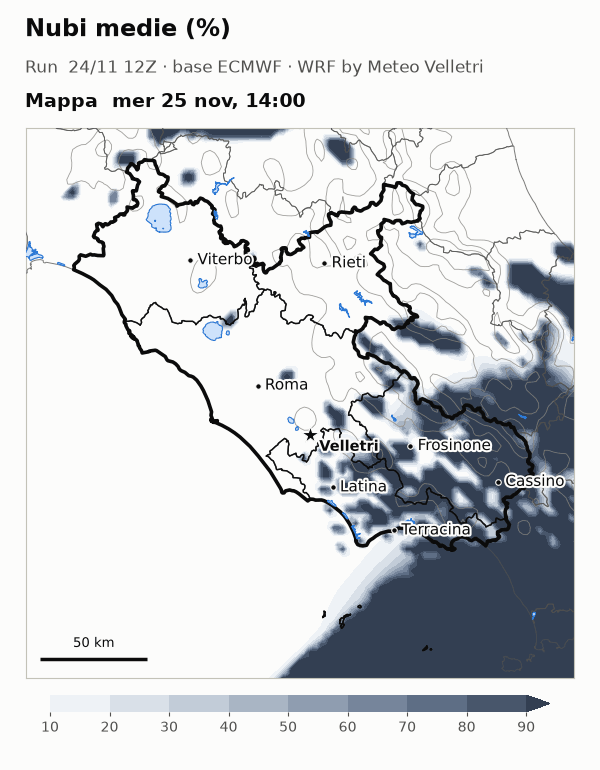 Nubi medie (%)
Run  24/11 12Z · base ECMWF · WRF by Meteo Velletri
Mappa  mer 25 nov, 14:00
Viterbo
Rieti
Roma
Velletri
Frosinone
Latina
Cassino
Terracina
50 km
10 20 30 40 50 60 70 80 90